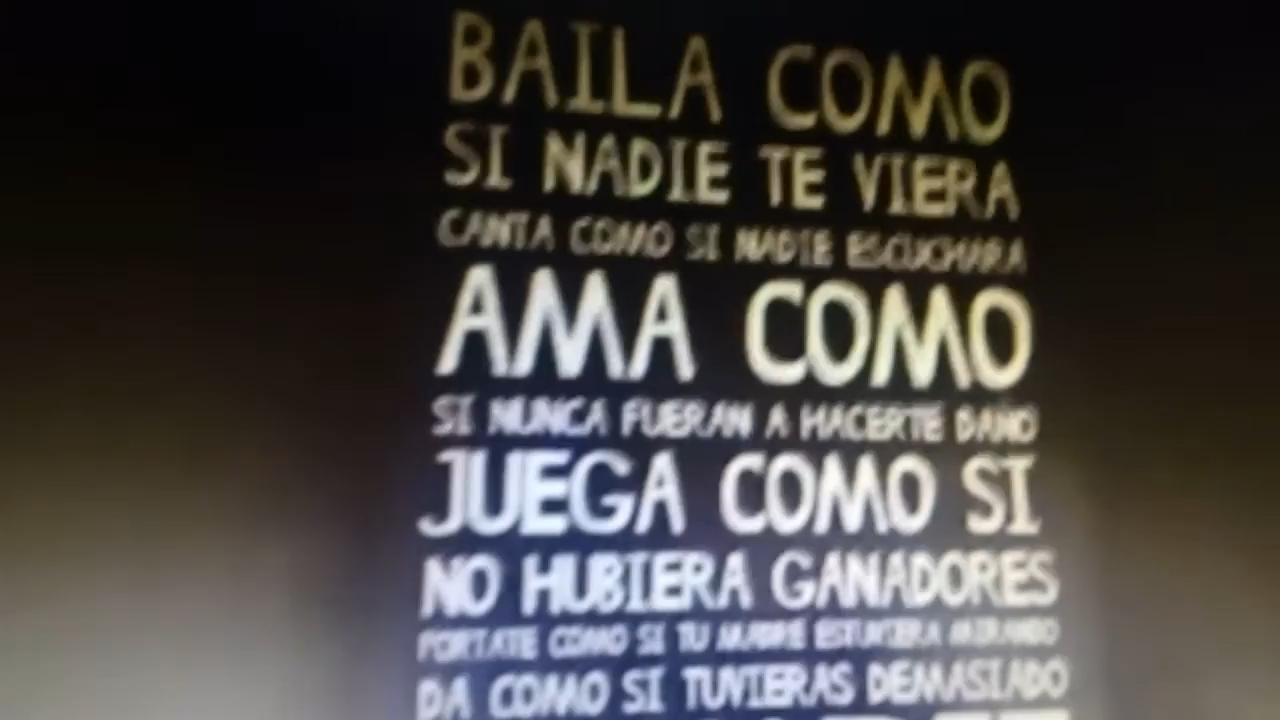 BAILA COMO
SI NADIE TE VIERA
CANTA COMO SI NADIE ESCUCHARA
AMA COMO
SI NUNCA FUERAN A HACERTE DAÑO
JUEGA COMO SI
NO HUBIERA GANADORES
PORTATE COMO SI TU MADRE ESTUVIERA MIRANDO
DA COMO SI TUVIERAS DEMASIADO